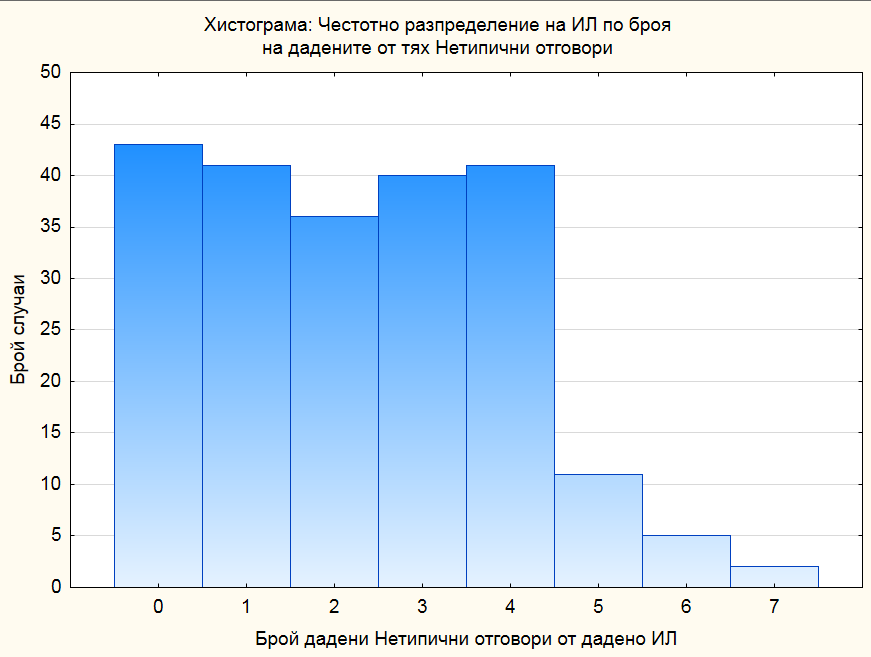 Хистограма: Честотно разпределение на ИЛ по броя
на дадените от тях Нетипични отговори
50
45
40
35
30
25
20
15
10
5
0
Брой случаи
0 1 2 3 4 5 6 7
Брой дадени Нетипични отговори от дадено ИЛ